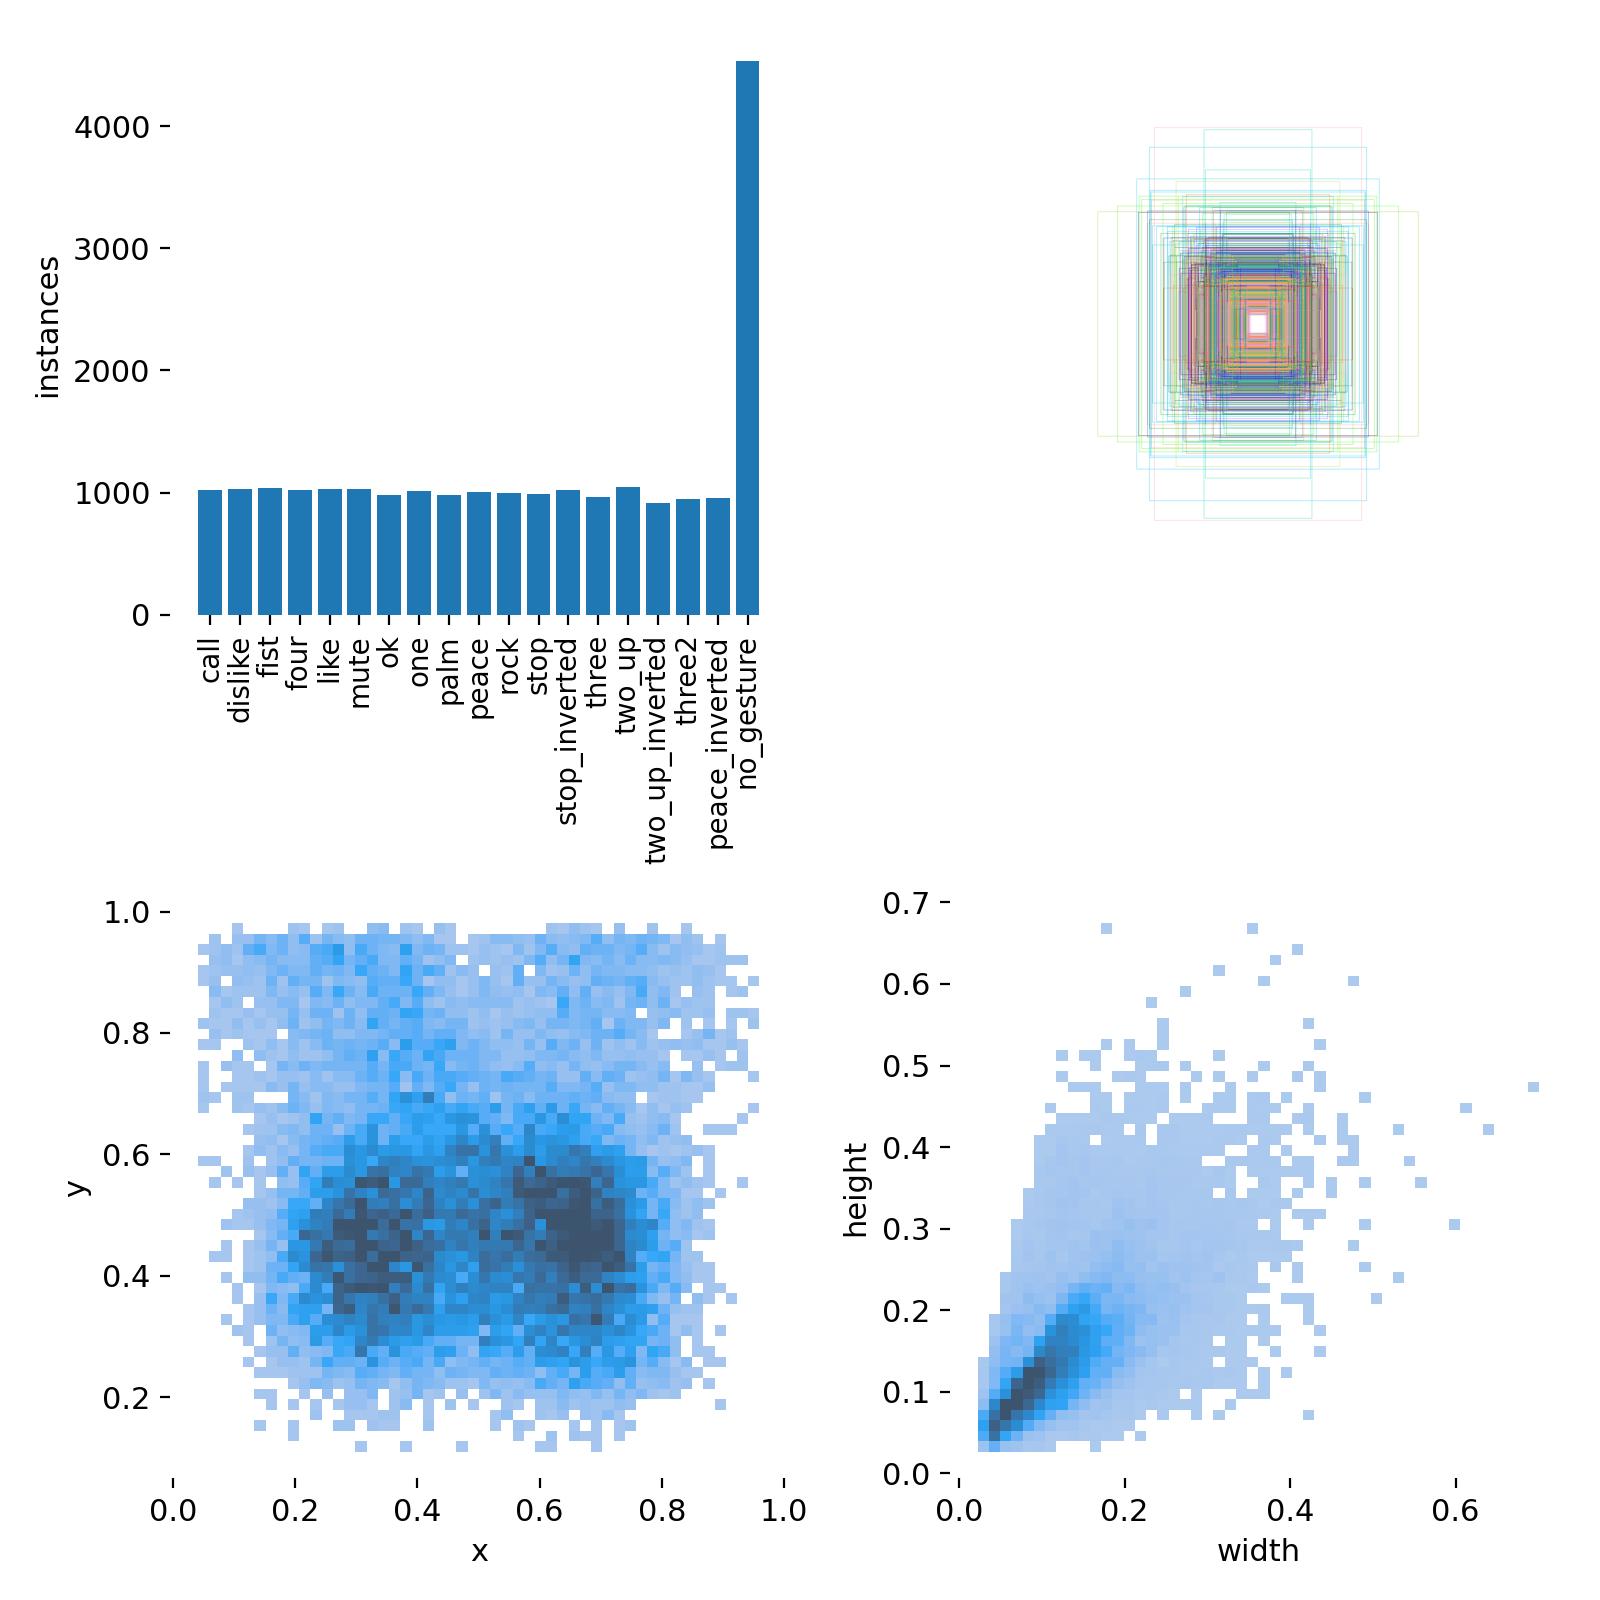 instances
4000
3000
2000
1000
0
call
dislike
fist
four
like
mute
ok
one
palm
peace
rock
stop
stop_inverted
three
two_up
two_up_inverted
three2
peace_inverted
no_gesture
y
1.0
0.8
0.6
0.4
0.2
0.0 0.2 0.4 0.6 0.8 1.0
x
height
0.7
0.6
0.5
0.4
0.3
0.2
0.1
0.0
0.0 0.2 0.4 0.6
width